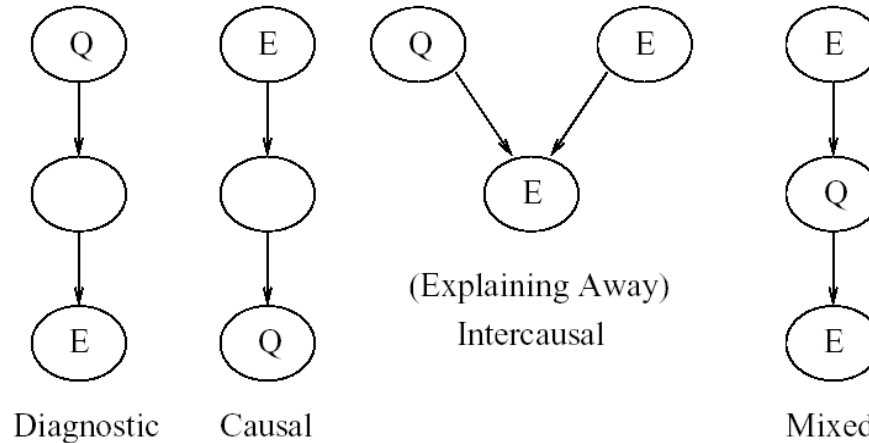 Q E Q E E
E Q
(Explaining Away)
Intercausal
E Q E
Diagnostic Causal Mixed